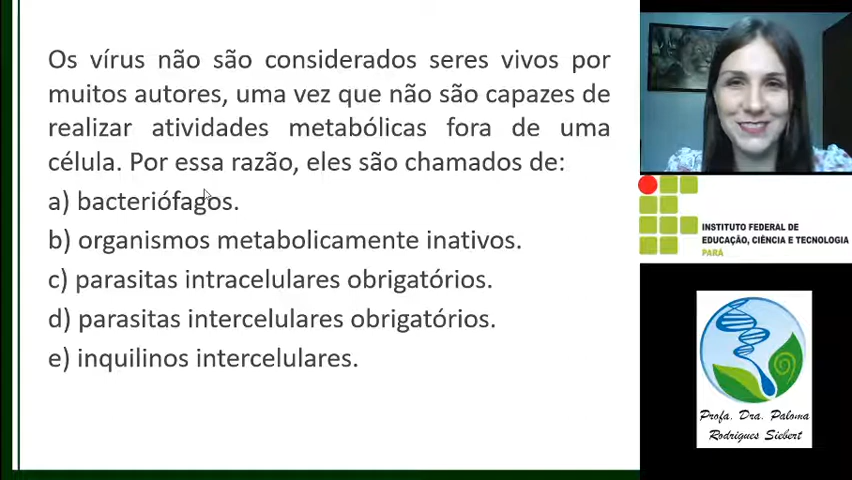 Os vírus não são considerados seres vivos por
muitos autores, uma vez que não são capazes de
realizar atividades metabólicas fora de uma
célula. Por essa razão, eles são chamados de:
a) bacteriófagos.
b) organismos metabolicamente inativos.
c) parasitas intracelulares obrigatórios.
d) parasitas intercelulares obrigatórios.
e) inquilinos intercelulares.
INSTITUTO FEDERAL DE
EDUCAÇÃO, CIÊNCIA E TECNOLOGIA
PARÁ
Profa. Dra. Paloma
Rodrigues Siebert